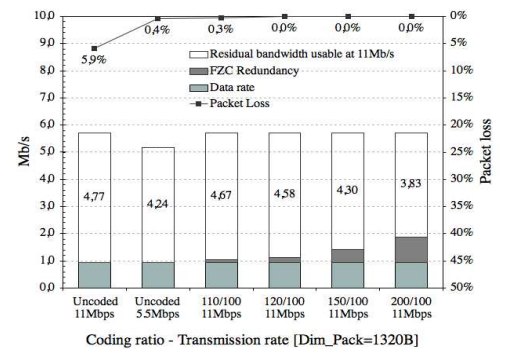 10,0
9,0
8,0
7,0
6,0
5,0
4,0
3,0
2,0
1,0
0,0
Mb/s
0%
5%
10%
15%
20%
25%
30%
35%
40%
45%
50%
Packet loss
5,9%
0,4%
0,3%
0,0%
0,0%
0,0%
Residual bandwidth usable at 11Mb/s
FZC Redundancy
Data rate
Packet Loss
4,77
4,24
4,67
4,58
4,30
3,83
Uncoded
11Mbps
Uncoded
5.5Mbps
110/100
11Mbps
120/100
11Mbps
150/100
11Mbps
200/100
11Mbps
Coding ratio - Transmission rate [Dim_Pack=1320B]